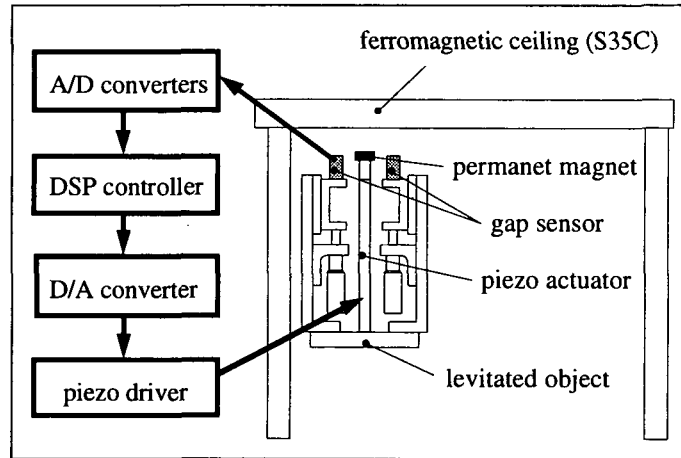 ferromagnetic ceiling (S35C)
A/D converters
permanet magnet
DSP controller
gap sensor
piezo actuator
D/A converter
levitated object
piezo driver